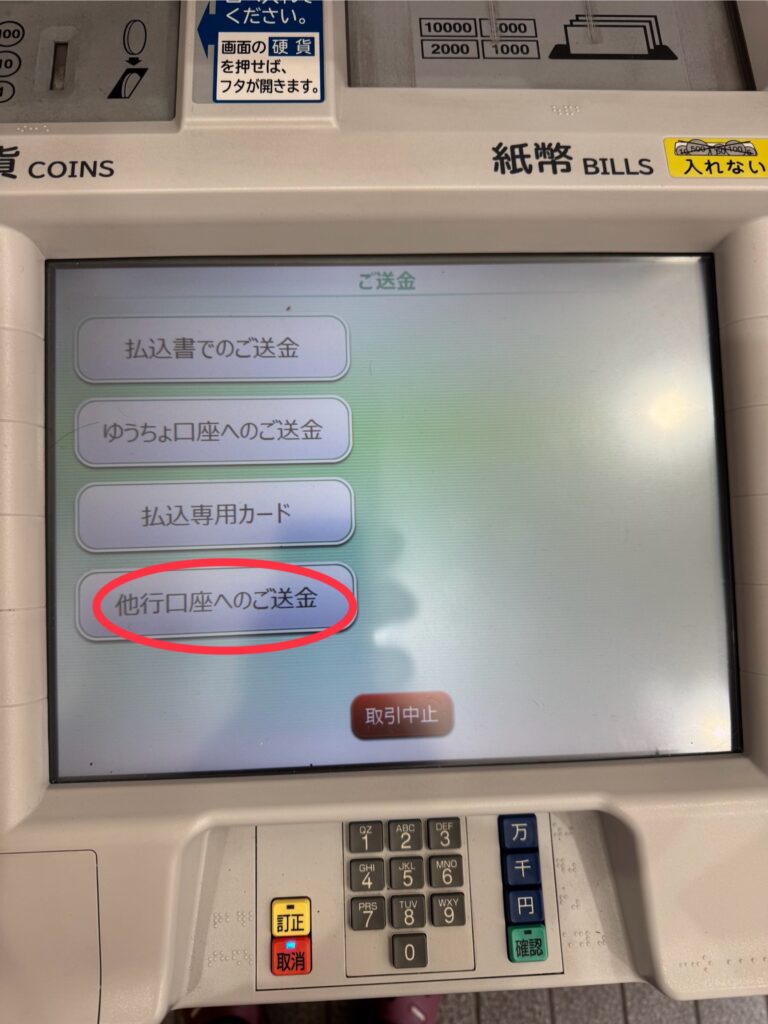 ください。
画面の 硬貨
を押せば、
フタが開きます。
10000
2000 1000
COINS
紙幣 BILLS
入れない
ご送金
払込書でのご送金
ゆうちょ口座へのご送金
払込専用カード
他行口座へのご送金
取引中止
QZ ABC DEF
1 2 3
GHI JKL MNO
4 5 6
PRS TUV WXY
7 8 9
0
万
千
円
確認
訂正
取消